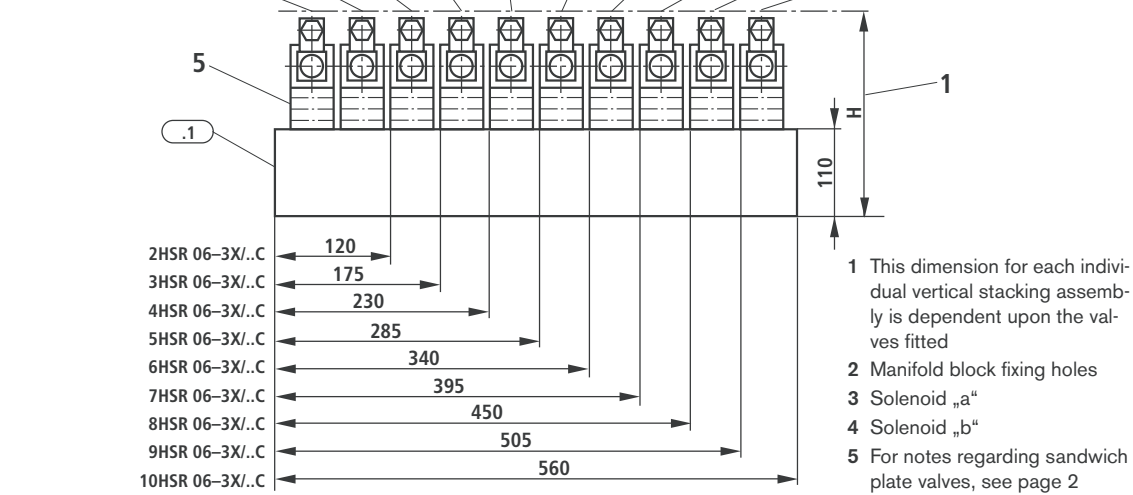 5
1
.1
H
110
2HSR 06–3X/..C 120
3HSR 06–3X/..C 175
4HSR 06–3X/..C 230
5HSR 06–3X/..C 285
6HSR 06–3X/..C 340
7HSR 06–3X/..C 395
8HSR 06–3X/..C 450
9HSR 06–3X/..C 505
10HSR 06–3X/..C 560
1 This dimension for each indivi-
dual vertical stacking assemb-
ly is dependent upon the val-
ves fitted
2 Manifold block fixing holes
3 Solenoid „a“
4 Solenoid „b“
5 For notes regarding sandwich
plate valves, see page 2